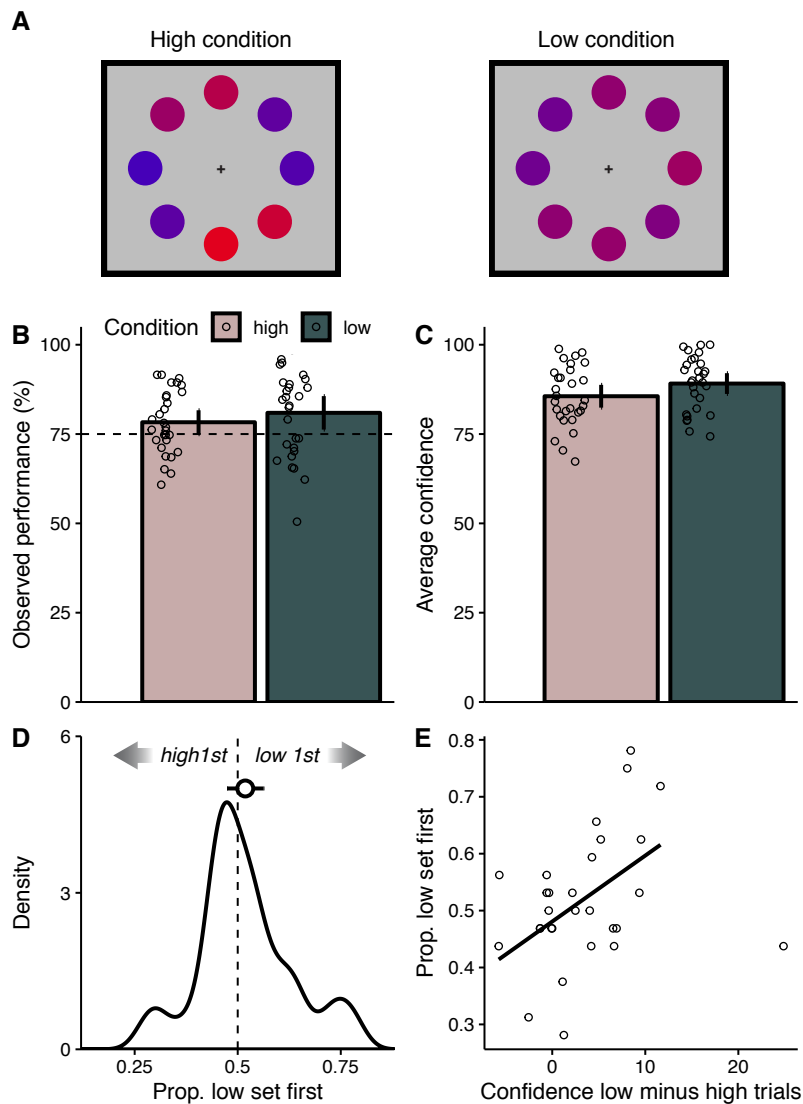 A
High condition
Low condition
B
Condition
high
low
Observed performance (%)
100
75
50
25
0
C
Average confidence
100
75
50
25
0
D
high1st
low 1st
Density
6
3
0
0.25
0.5
0.75
Prop. low set first
E
Prop. low set first
0.8
0.7
0.6
0.5
0.4
0.3
0
10
20
Confidence low minus high trials